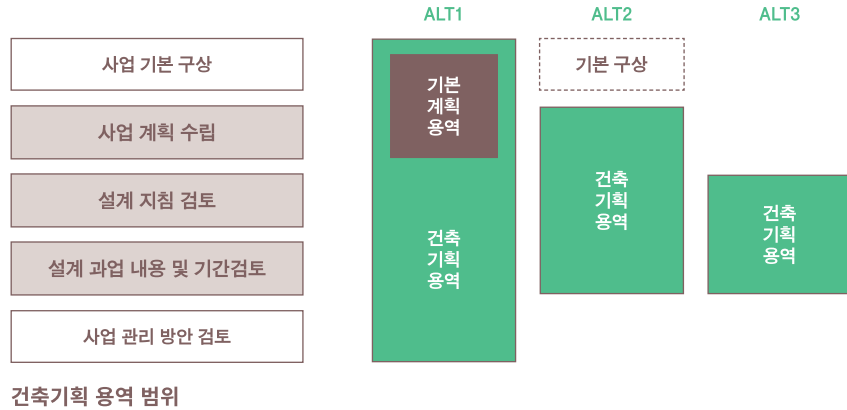 ALT1
ALT2
ALT3
사업 기본 구상
사업 계획 수립
설계 지침 검토
설계 과업 내용 및 기간검토
사업 관리 방안 검토
기본
계획
용역
건축
기획
용역
기본 구상
건축
기획
용역
건축
기획
용역
건축기획 용역 범위